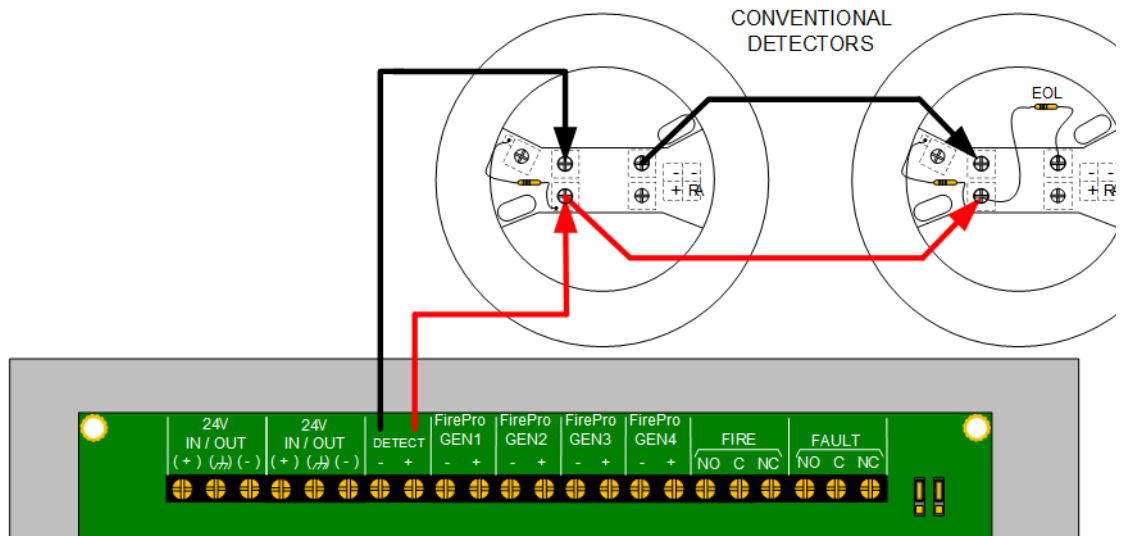 CONVENTIONAL
DETECTORS
EOL
- -
+ RA
- -
+ R
24V
IN / OUT
(+) (⏚) (-)
24V
IN / OUT
(+) (⏚) (-)
DETECT
- +
FirePro
GEN1
- +
FirePro
GEN2
- +
FirePro
GEN3
- +
FirePro
GEN4
- +
FIRE
NO C NC
FAULT
NO C NC